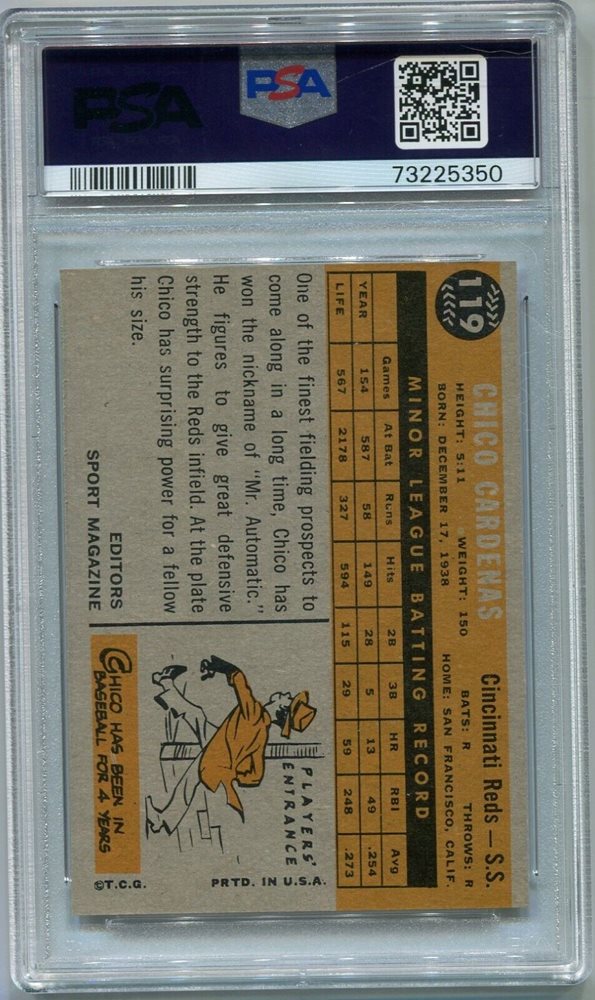 PSA
PSA
73225350
119
CHICO CARDENAS
Cincinnati Reds — S.S.
HEIGHT: 5:11 WEIGHT: 150 BATS: R THROWS: R
BORN: DECEMBER 17, 1938 HOME: SAN FRANCISCO, CALIF.
MINOR LEAGUE BATTING RECORD
Games At Bat Runs Hits 2B 3B HR RBI Avg
YEAR 154 587 58 149 28 5 13 49 .254
LIFE 567 2178 327 594 115 29 59 248 .273
One of the finest fielding prospects to
come along in a long time, Chico has
won the nickname of "Mr. Automatic."
He figures to give great defensive
strength to the Reds infield. At the plate
Chico has surprising power for a fellow
his size.
EDITORS
SPORT MAGAZINE
PLAYERS'
ENTRANCE
CHICO HAS BEEN IN
BASEBALL FOR 4 YEARS
PRTD. IN U.S.A.
©T.C.G.